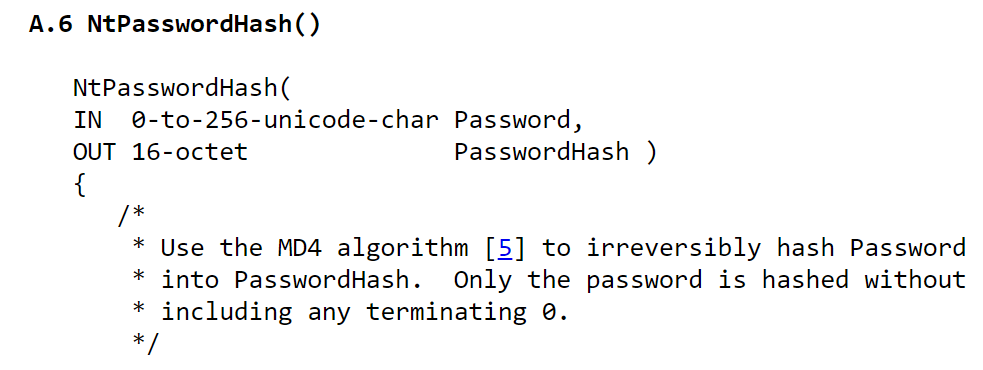 A.6 NtPasswordHash()
NtPasswordHash(
IN  0-to-256-unicode-char Password,
OUT 16-octet              PasswordHash )
{
/*
* Use the MD4 algorithm [5] to irreversibly hash Password
* into PasswordHash.  Only the password is hashed without
* including any terminating 0.
*/